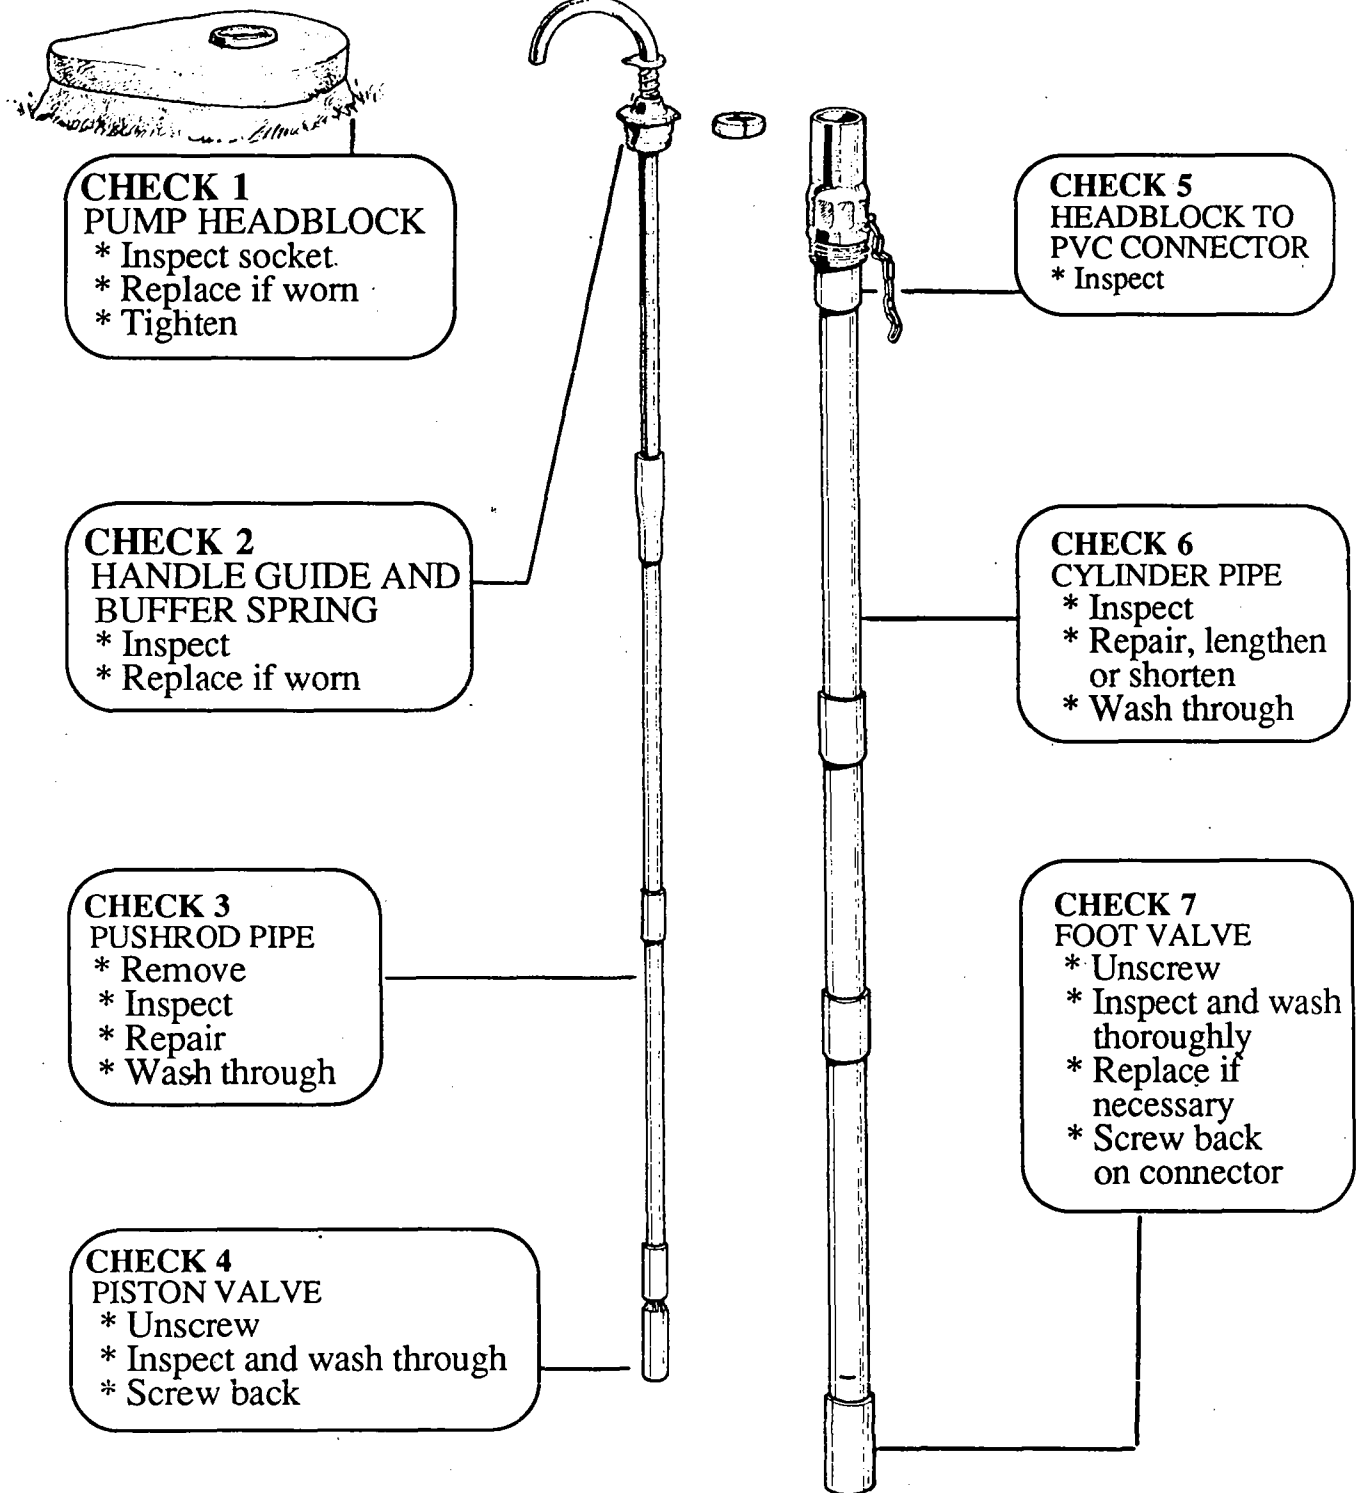 CHECK 1
PUMP HEADBLOCK
* Inspect socket
* Replace if worn
* Tighten
CHECK 2
HANDLE GUIDE AND
BUFFER SPRING
* Inspect
* Replace if worn
CHECK 3
PUSHROD PIPE
* Remove
* Inspect
* Repair
* Wash through
CHECK 4
PISTON VALVE
* Unscrew
* Inspect and wash through
* Screw back
CHECK 5
HEADBLOCK TO
PVC CONNECTOR
* Inspect
CHECK 6
CYLINDER PIPE
* Inspect
* Repair, lengthen
or shorten
* Wash through
CHECK 7
FOOT VALVE
* Unscrew
* Inspect and wash
thoroughly
* Replace if
necessary
* Screw back
on connector